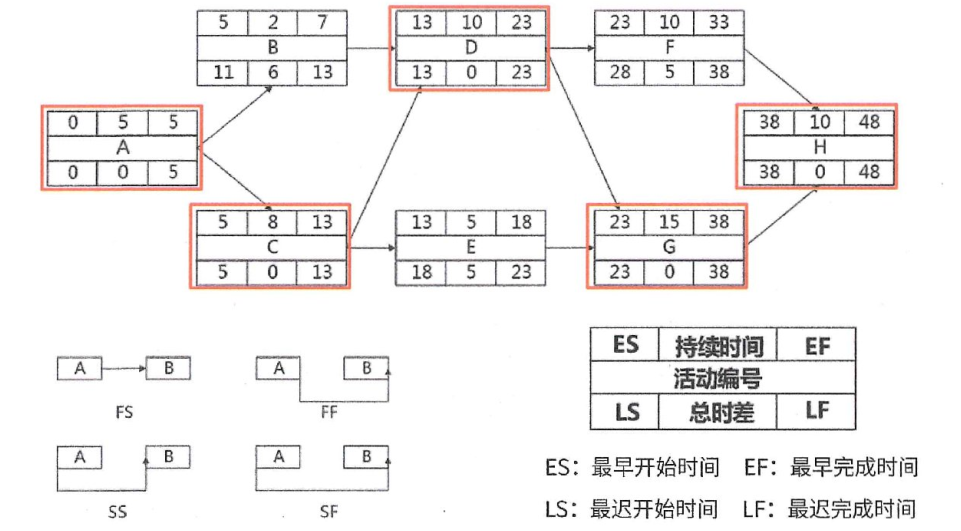 5 2 7
B
11 6 13
13 10 23
D
13 0 23
23 10 33
F
28 5 38
0 5 5
A
0 0 5
38 10 48
H
38 0 48
5 8 13
C
5 0 13
13 5 18
E
18 5 23
23 15 38
G
23 0 38
A B
FS
A B
FF
A B
SS
A B
SF
ES 持续时间 EF
活动编号
LS 总时差 LF
ES：最早开始时间 EF：最早完成时间
LS：最迟开始时间 LF：最迟完成时间